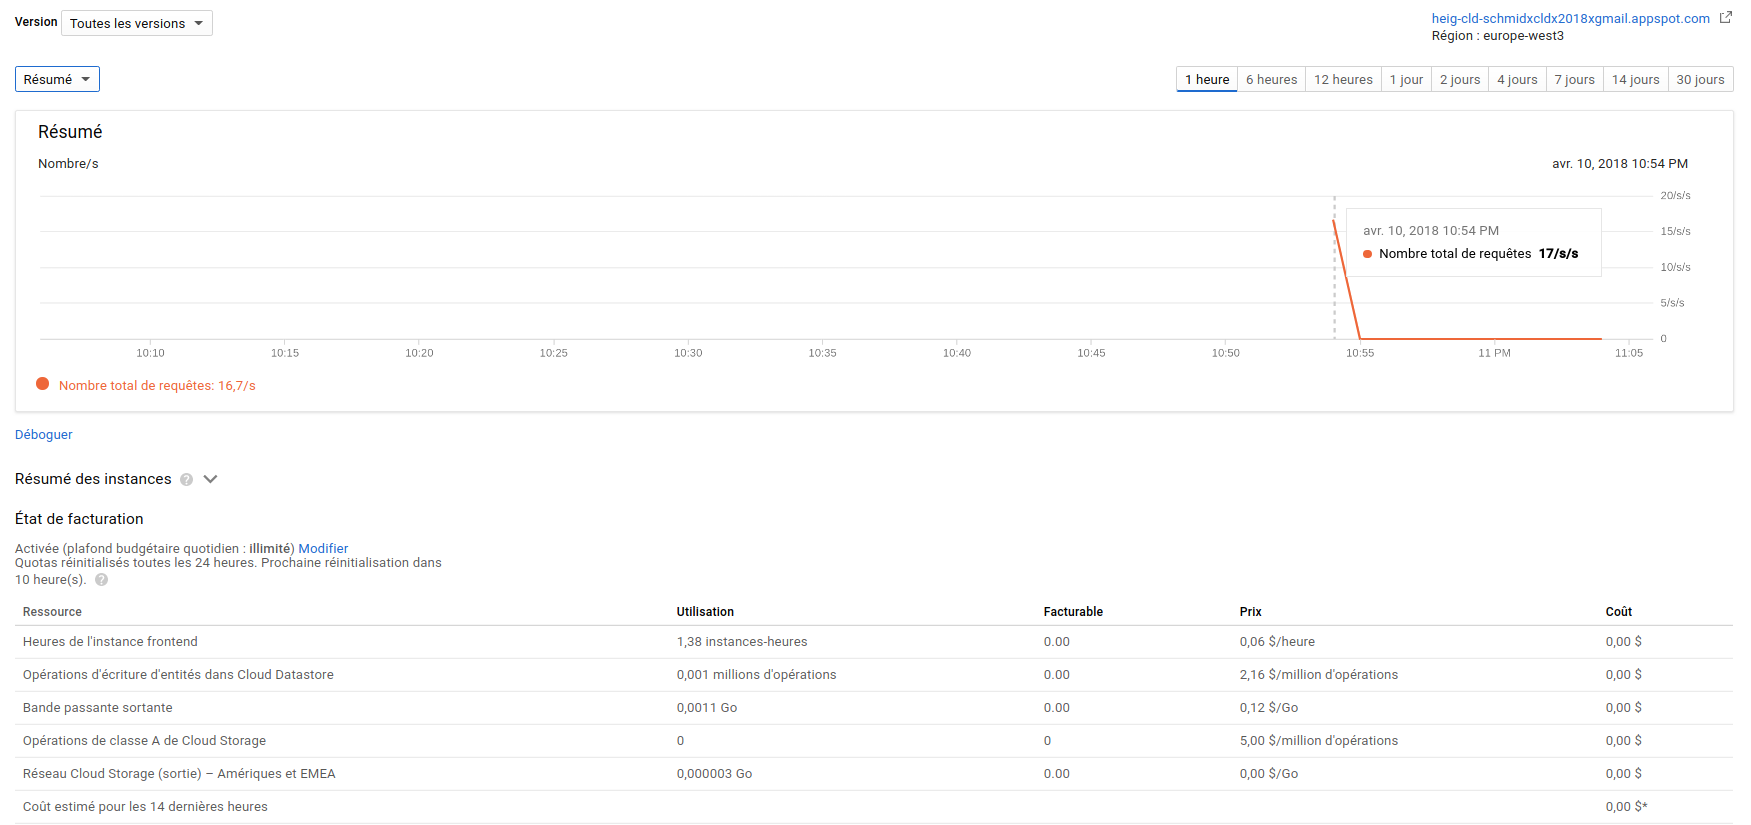 Version Toutes les versions
heig-cld-schmidxcldx2018xgmail.appspot.com
Région : europe-west3
Résumé
1 heure 6 heures 12 heures 1 jour 2 jours 4 jours 7 jours 14 jours 30 jours
Résumé
Nombre/s avr. 10, 2018 10:54 PM
20/s/s
avr. 10, 2018 10:54 PM
15/s/s
Nombre total de requêtes 17/s/s
10/s/s
5/s/s
0
10:10 10:15 10:20 10:25 10:30 10:35 10:40 10:45 10:50 10:55 11 PM 11:05
Nombre total de requêtes: 16,7/s
Déboguer
Résumé des instances ?
État de facturation
Activée (plafond budgétaire quotidien : illimité) Modifier
Quotas réinitialisés toutes les 24 heures. Prochaine réinitialisation dans
10 heure(s). ?
Ressource Utilisation Facturable Prix Coût
Heures de l'instance frontend 1,38 instances-heures 0.00 0,06 $/heure 0,00 $
Opérations d'écriture d'entités dans Cloud Datastore 0,001 millions d'opérations 0.00 2,16 $/million d'opérations 0,00 $
Bande passante sortante 0,0011 Go 0.00 0,12 $/Go 0,00 $
Opérations de classe A de Cloud Storage 0 0 5,00 $/million d'opérations 0,00 $
Réseau Cloud Storage (sortie) – Amériques et EMEA 0,000003 Go 0.00 0,00 $/Go 0,00 $
Coût estimé pour les 14 dernières heures 0,00 $*